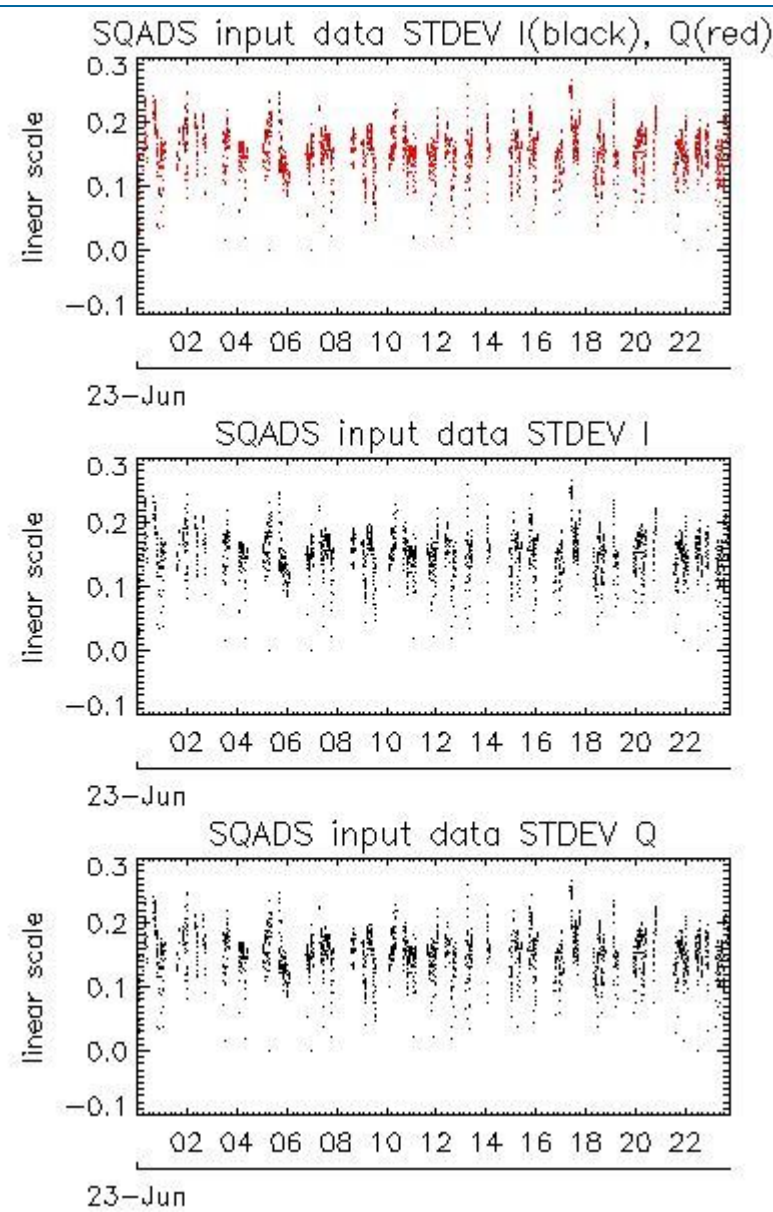 SQADS input data STDEV I(black), Q(red)
linear scale
0.3
0.2
0.1
0.0
−0.1
02 04 06 08 10 12 14 16 18 20 22
23−Jun
SQADS input data STDEV I
linear scale
0.3
0.2
0.1
0.0
−0.1
02 04 06 08 10 12 14 16 18 20 22
23−Jun
SQADS input data STDEV Q
linear scale
0.3
0.2
0.1
0.0
−0.1
02 04 06 08 10 12 14 16 18 20 22
23−Jun